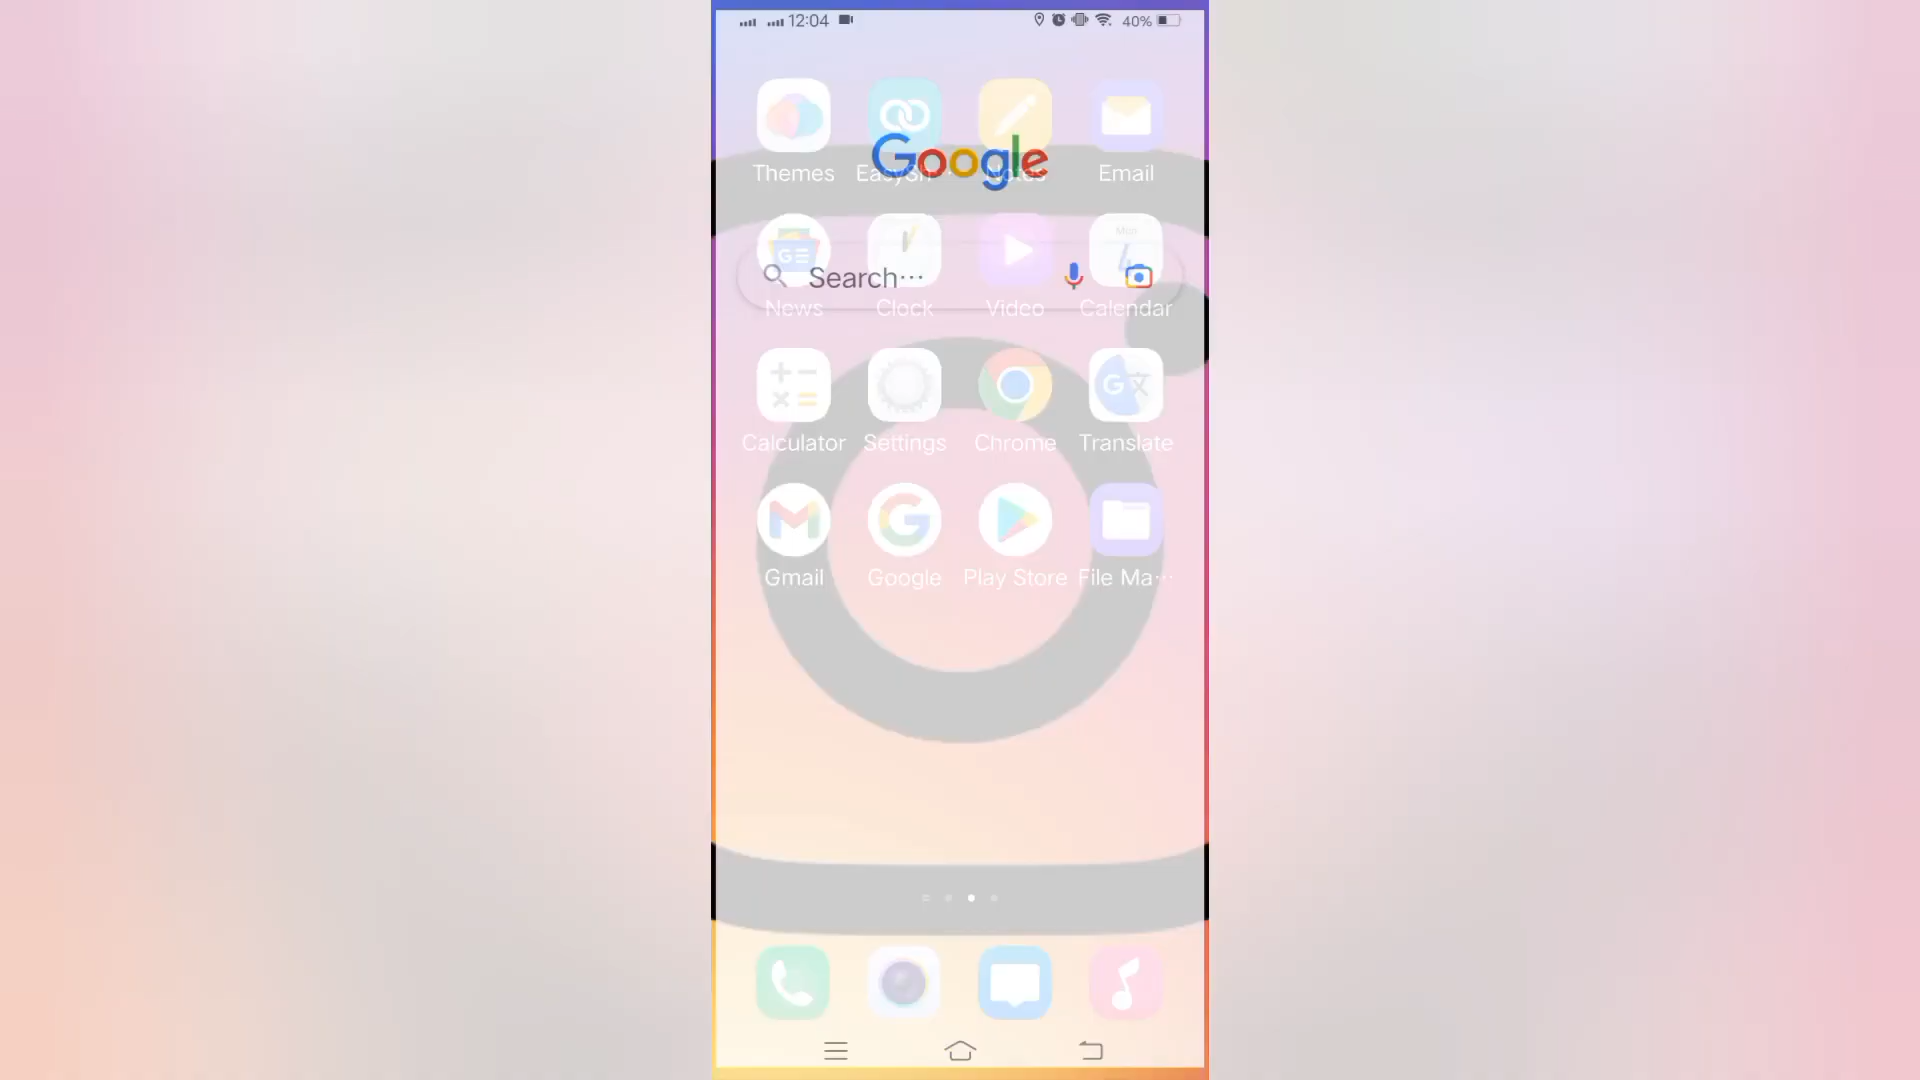 12:04 40%
Themes EasySh Notes Email
Google
Search···
News Clock Video Calendar
Calculator Settings Chrome Translate
Gmail Google Play Store File Ma···